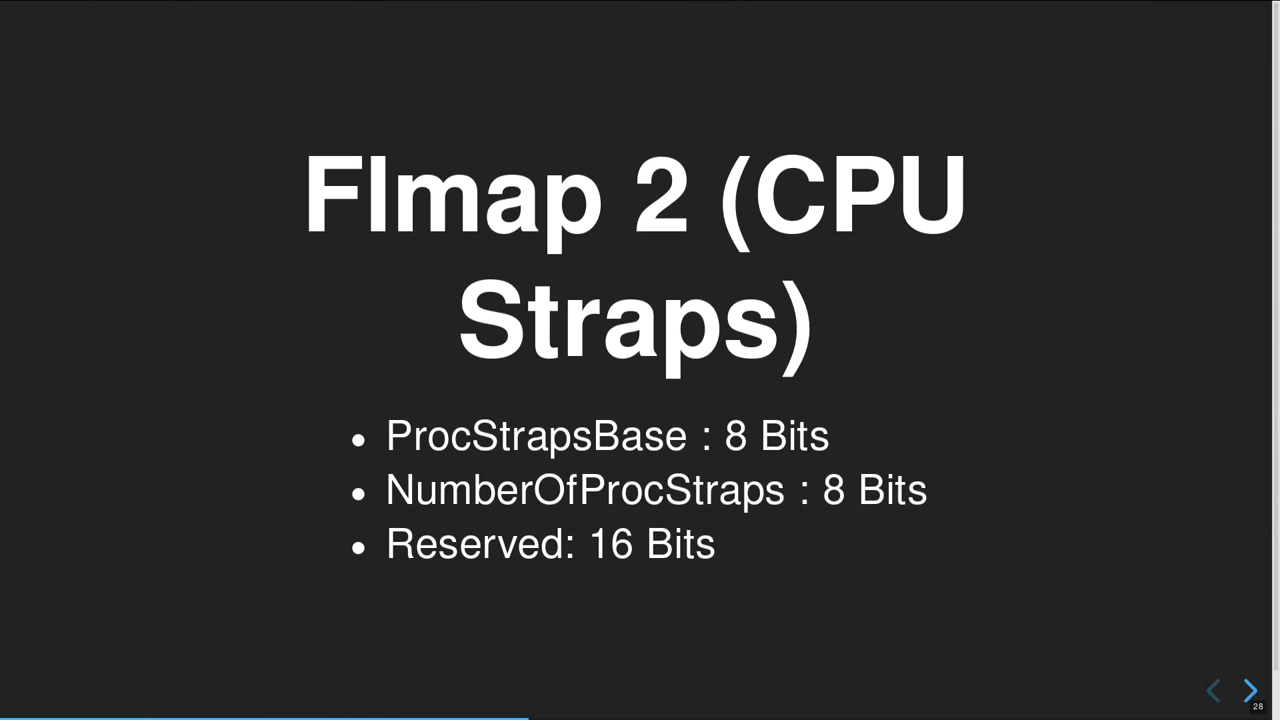 Flmap 2 (CPU
Straps)
ProcStrapsBase : 8 Bits
NumberOfProcStraps : 8 Bits
Reserved: 16 Bits
28